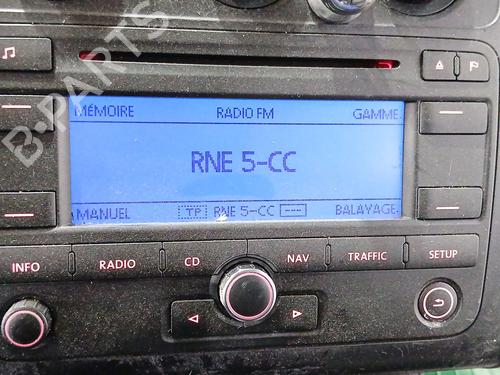 MÉMOIRE RADIO FM GAMME
RNE 5-CC
MANUEL TP RNE 5-CC ---- BALAYAGE
INFO RADIO CD NAV TRAFFIC SETUP
B-PARTS